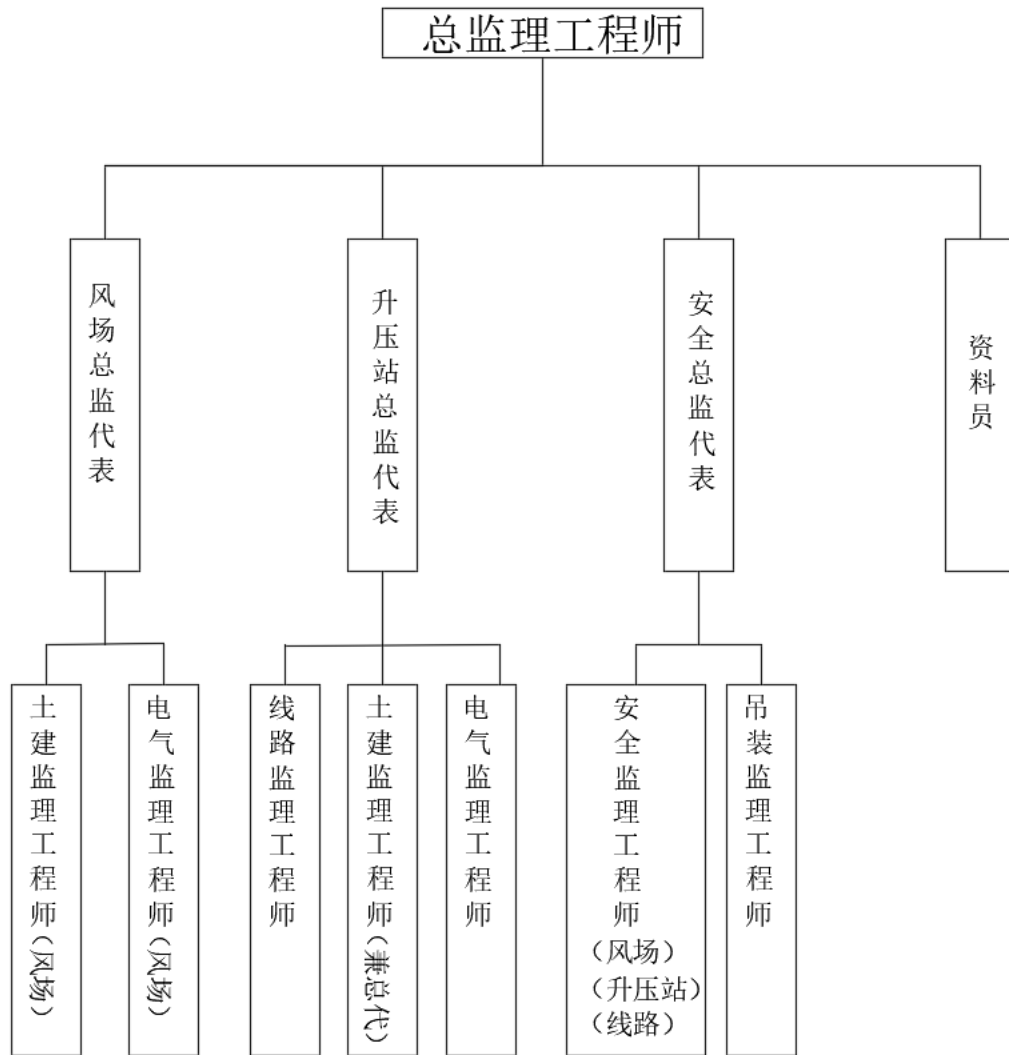 总监理工程师
风场总监代表
升压站总监代表
安全总监代表
资料员
土建监理工程师(风场)
电气监理工程师(风场)
线路监理工程师
土建监理工程师(兼总代)
电气监理工程师
安全监理工程师
（风场）
（升压站）
（线路）
吊装监理工程师